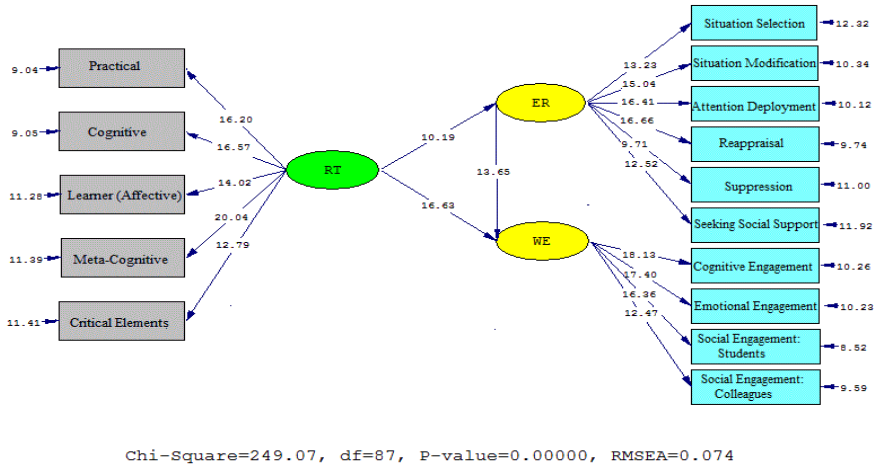 Situation Selection
12.32
13.23
Situation Modification
10.34
9.04
Practical
15.04
ER
16.41
Attention Deployment
10.12
16.20
16.66
9.05
Cognitive
10.19
9.71
Reappraisal
9.74
16.57
12.52
RT
13.65
14.02
Suppression
11.00
11.28
Learner (Affective)
20.04
16.63
Seeking Social Support
11.92
12.79
WE
18.13
11.39
Meta-Cognitive
Cognitive Engagement
10.26
17.40
16.36
Emotional Engagement
10.23
12.47
11.41
Critical Elements
Social Engagement:
Students
8.52
Social Engagement:
Colleagues
9.59
Chi-Square=249.07, df=87, P-value=0.00000, RMSEA=0.074